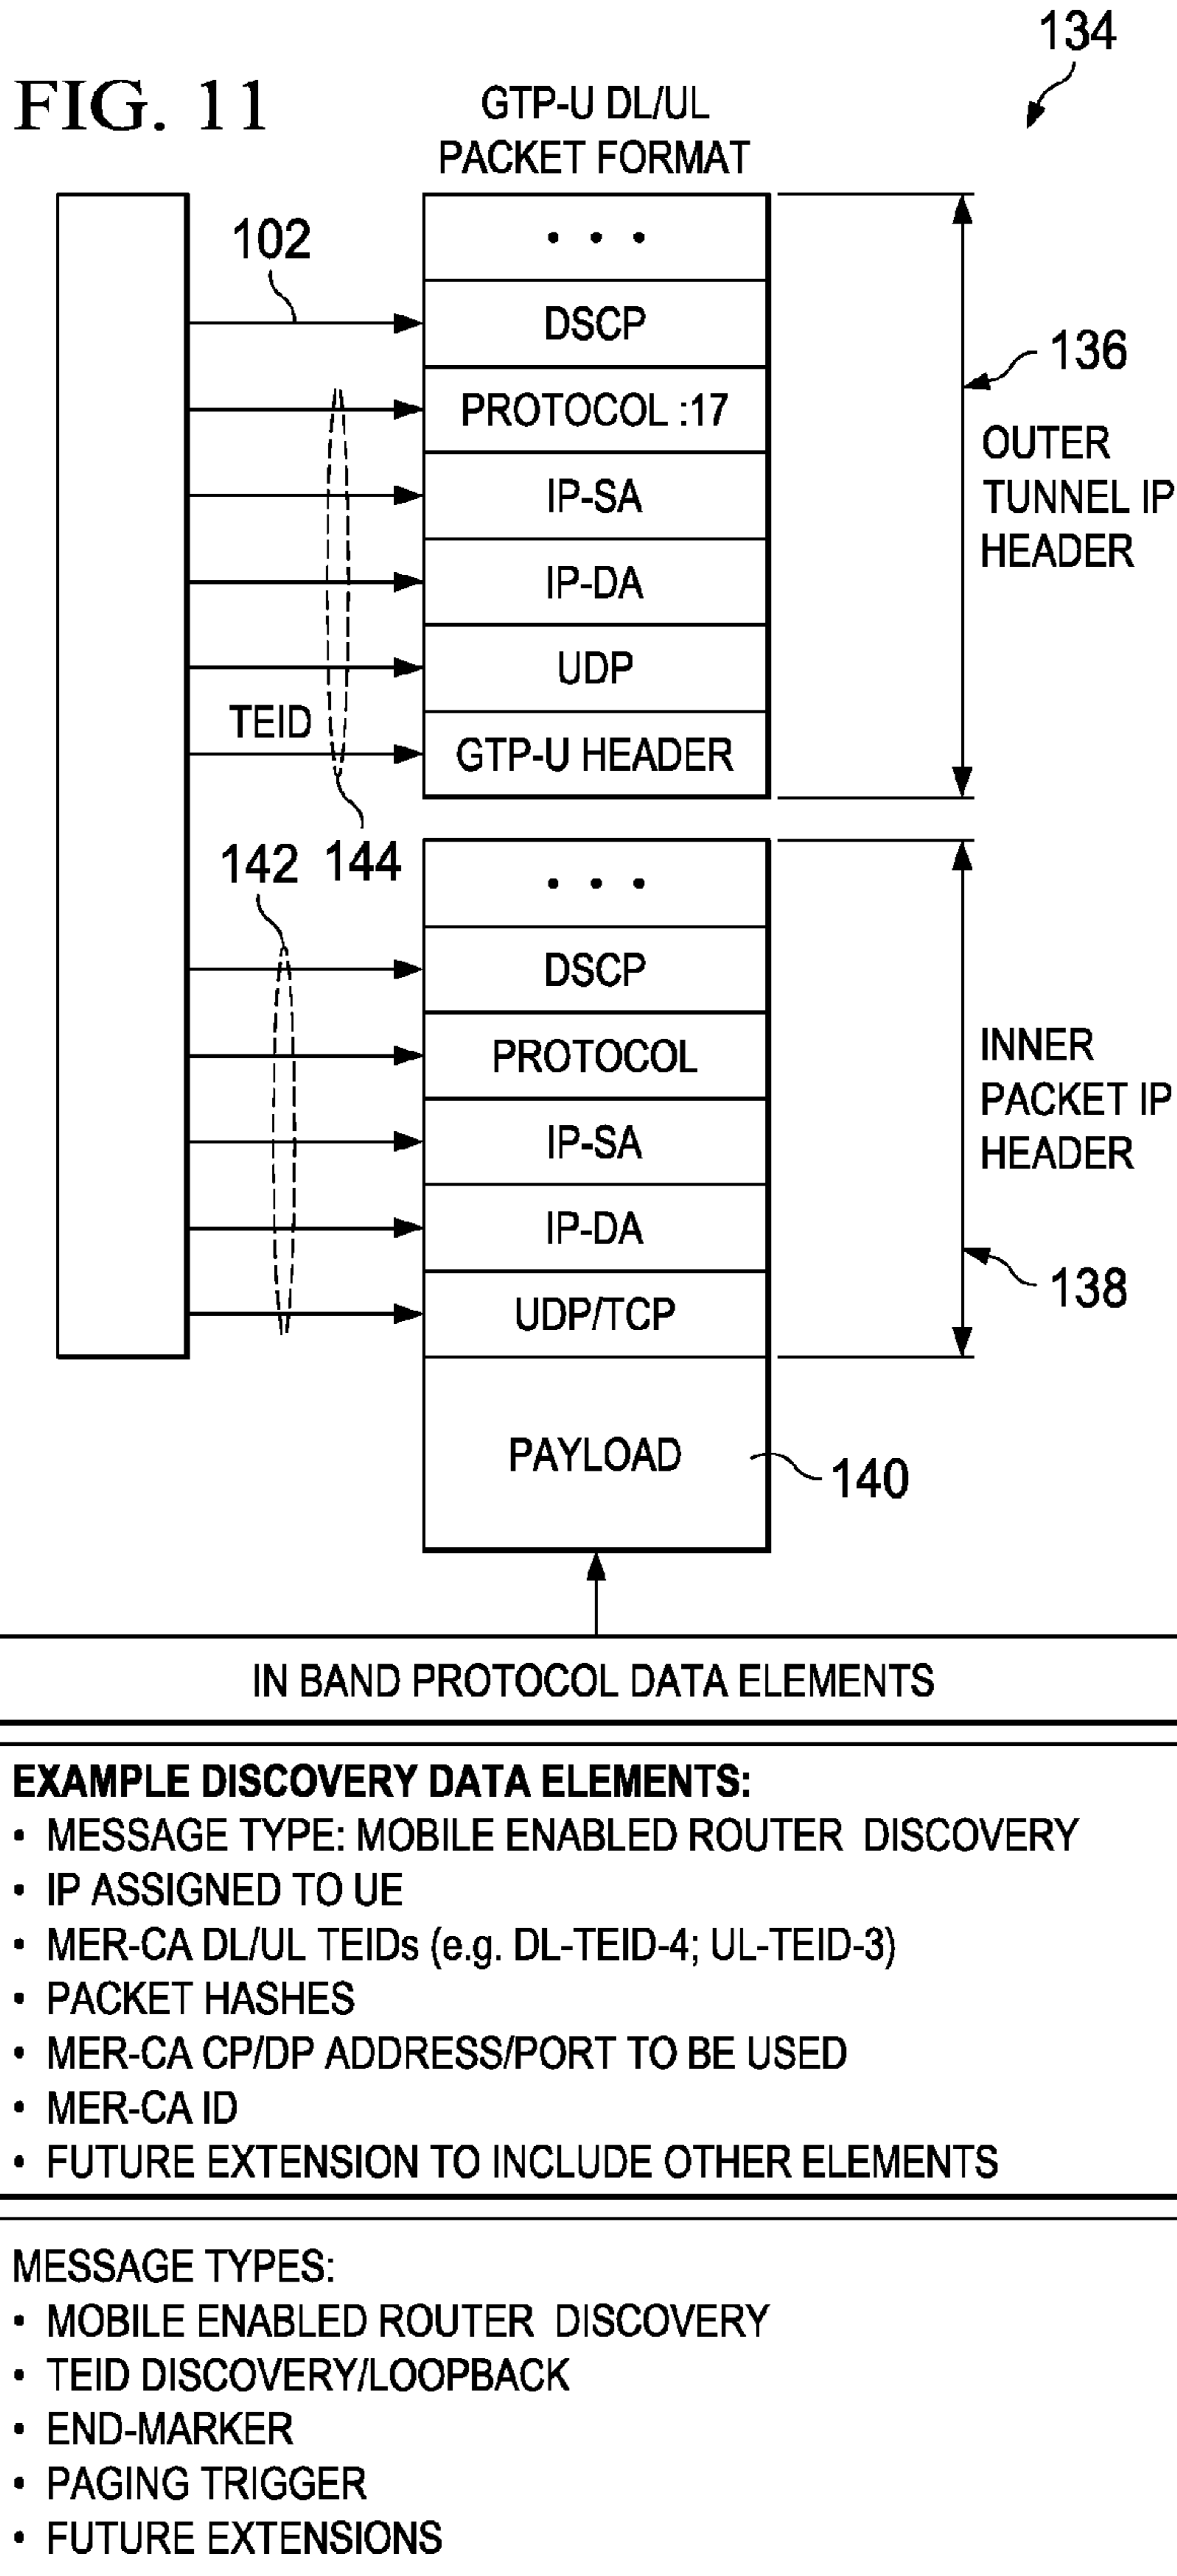 134
FIG. 11
GTP-U DL/UL
PACKET FORMAT
• • •
102
DSCP
136
PROTOCOL :17
OUTER
TUNNEL IP
HEADER
IP-SA
IP-DA
UDP
TEID
GTP-U HEADER
142
144
• • •
DSCP
PROTOCOL
INNER
PACKET IP
HEADER
IP-SA
IP-DA
138
UDP/TCP
PAYLOAD
140
IN BAND PROTOCOL DATA ELEMENTS
EXAMPLE DISCOVERY DATA ELEMENTS:
• MESSAGE TYPE: MOBILE ENABLED ROUTER DISCOVERY
• IP ASSIGNED TO UE
• MER-CA DL/UL TEIDs (e.g. DL-TEID-4; UL-TEID-3)
• PACKET HASHES
• MER-CA CP/DP ADDRESS/PORT TO BE USED
• MER-CA ID
• FUTURE EXTENSION TO INCLUDE OTHER ELEMENTS
MESSAGE TYPES:
• MOBILE ENABLED ROUTER DISCOVERY
• TEID DISCOVERY/LOOPBACK
• END-MARKER
• PAGING TRIGGER
• FUTURE EXTENSIONS